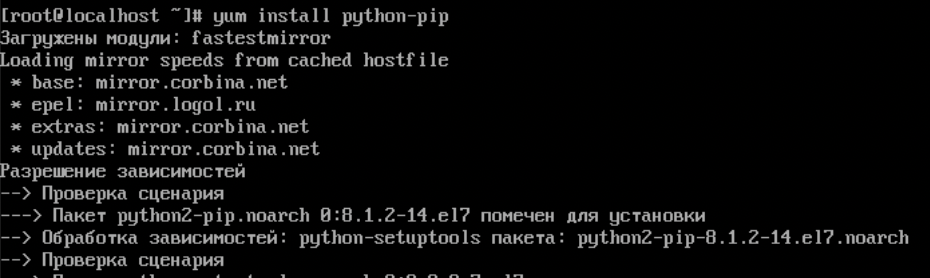 [root@localhost ~]# yum install python-pip
Загружены модули: fastestmirror
Loading mirror speeds from cached hostfile
* base: mirror.corbina.net
* epel: mirror.logol.ru
* extras: mirror.corbina.net
* updates: mirror.corbina.net
Разрешение зависимостей
--> Проверка сценария
---> Пакет python2-pip.noarch 0:8.1.2-14.el7 помечен для установки
--> Обработка зависимостей: python-setuptools пакета: python2-pip-8.1.2-14.el7.noarch
--> Проверка сценария